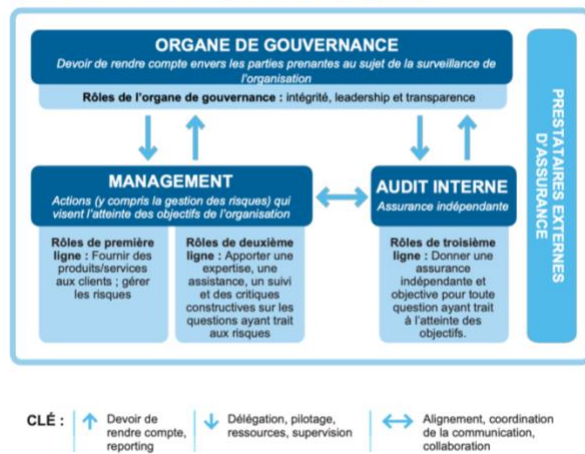 ORGANE DE GOUVERNANCE
Devoir de rendre compte envers les parties prenantes au sujet de la surveillance de
l'organisation
Rôles de l'organe de gouvernance : intégrité, leadership et transparence
MANAGEMENT
Actions (y compris la gestion des risques) qui
visent l'atteinte des objectifs de l'organisation
Rôles de première
ligne : Fournir des
produits/services
aux clients ; gérer
les risques
Rôles de deuxième
ligne : Apporter une
expertise, une
assistance, un suivi
et des critiques
constructives sur les
questions ayant trait
aux risques
AUDIT INTERNE
Assurance indépendante
Rôles de troisième
ligne : Donner une
assurance
indépendante et
objective pour toute
question ayant trait
à l'atteinte des
objectifs.
PRESTATAIRES EXTERNES
D'ASSURANCE
CLÉ :
Devoir de
rendre compte,
reporting
Délégation, pilotage,
ressources, supervision
Alignement, coordination
de la communication,
collaboration